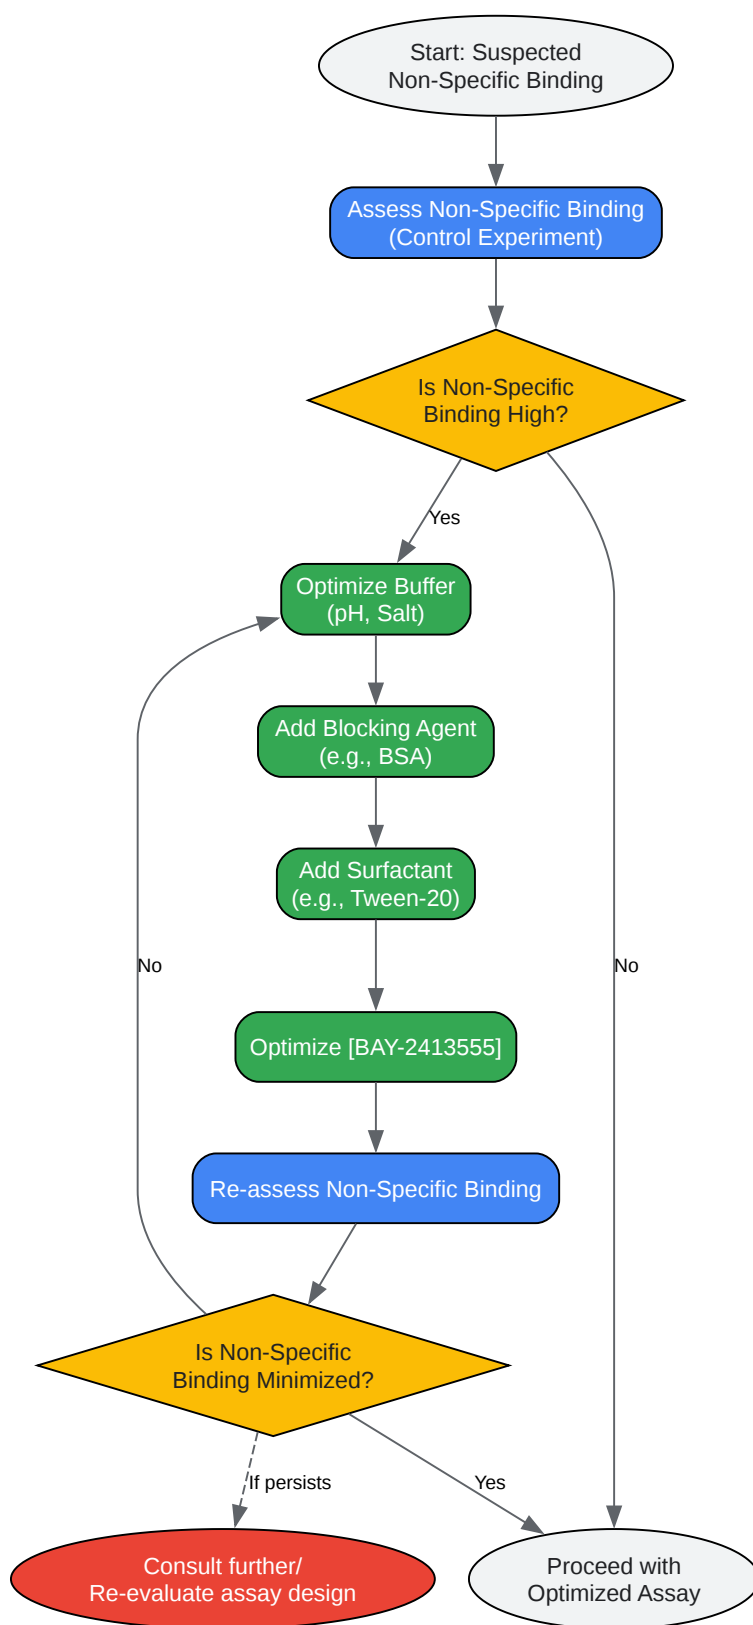 Start: Suspected
Non-Specific Binding
Assess Non-Specific Binding
(Control Experiment)
Is Non-Specific
Binding High?
Yes
Optimize Buffer
(pH, Salt)
Add Blocking Agent
(e.g., BSA)
Add Surfactant
(e.g., Tween-20)
No
No
Optimize [BAY-2413555]
Re-assess Non-Specific Binding
Is Non-Specific
Binding Minimized?
If persists
Yes
Consult further/
Re-evaluate assay design
Proceed with
Optimized Assay